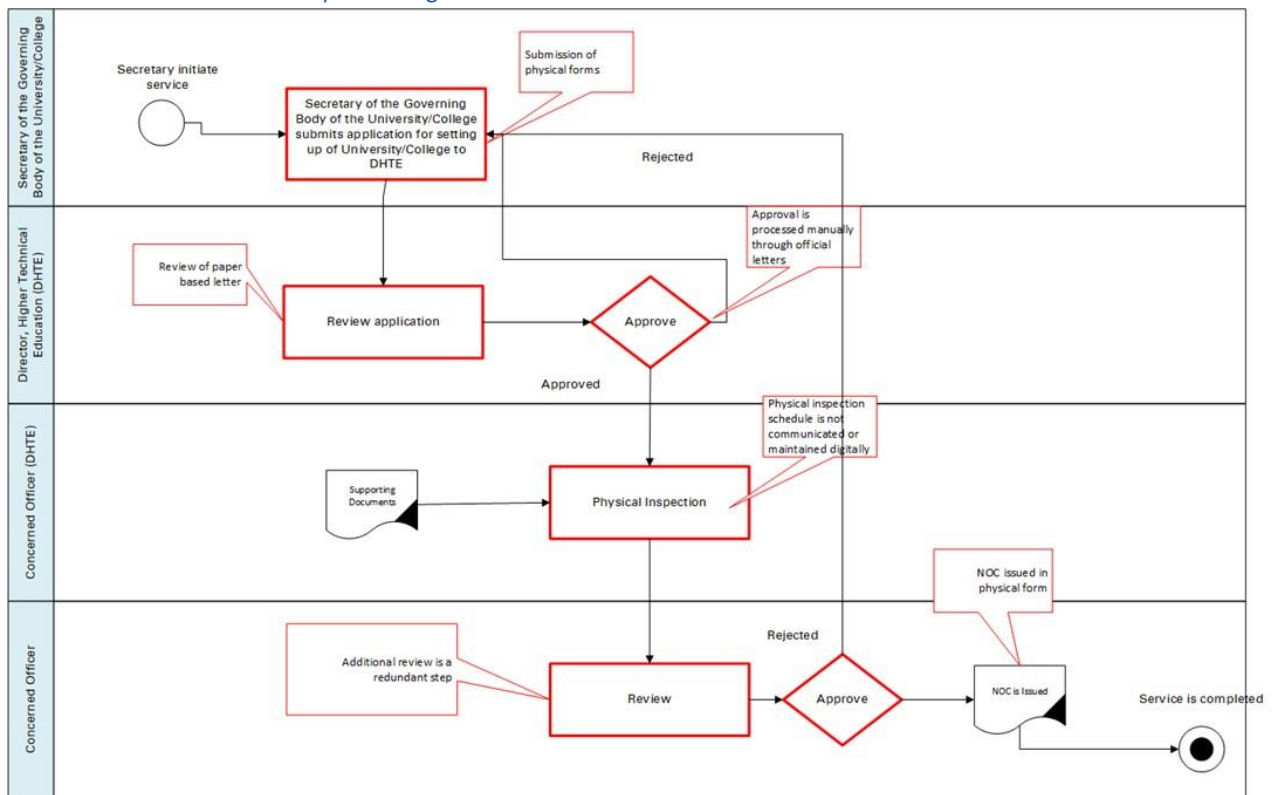 Secretary of the Governing
Body of the University/College
Secretary initiate
service
Secretary of the Governing
Body of the University/College
submits application for setting
up of University/College to
DHTE
Submission of
physical forms
Rejected
Director, Higher Technical
Education (DHTE)
Review of paper
based letter
Review application
Approve
Approval is
processed manually
through official
letters
Approved
Concerned Officer (DHTE)
Supporting
Documents
Physical Inspection
Physical inspection
schedule is not
communicated or
maintained digitally
Concerned Officer
Additional review is a
redundant step
Review
Rejected
Approve
NOC issued in
physical form
NOC is Issued
Service is completed